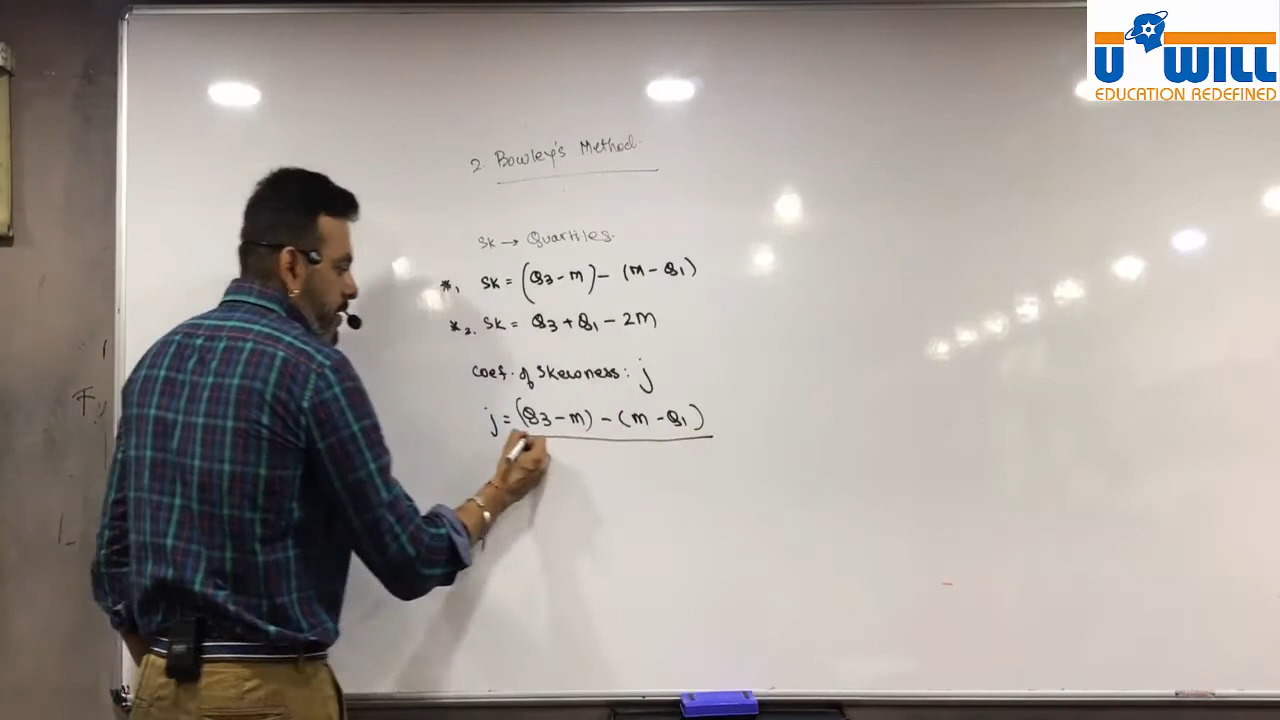 U WILL
EDUCATION REDEFINED
2. Bowley's Method
Sk → Quartiles.
*1. Sk = (Q3 - M) - (M - Q1)
*2. Sk = Q3 + Q1 - 2M
Coef. of Skewness: j
j = (Q3 - M) - (M - Q1)